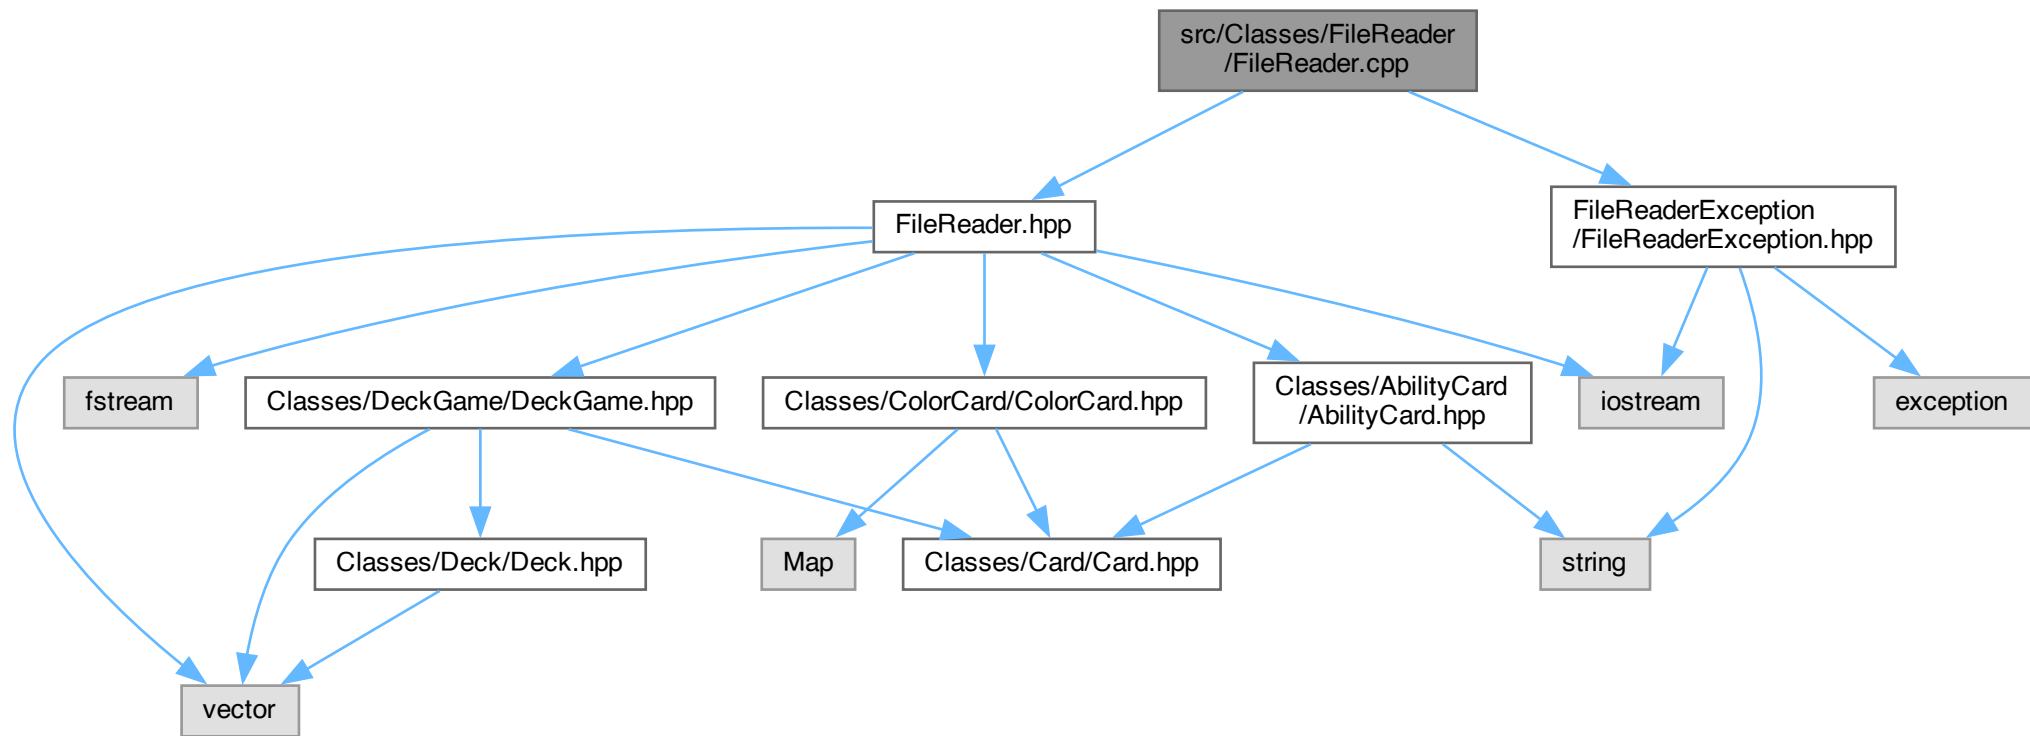 src/Classes/FileReader
/FileReader.cpp
FileReader.hpp
FileReaderException
/FileReaderException.hpp
fstream
Classes/DeckGame/DeckGame.hpp
Classes/ColorCard/ColorCard.hpp
Classes/AbilityCard
/AbilityCard.hpp
iostream
exception
Classes/Deck/Deck.hpp
Map
Classes/Card/Card.hpp
string
vector